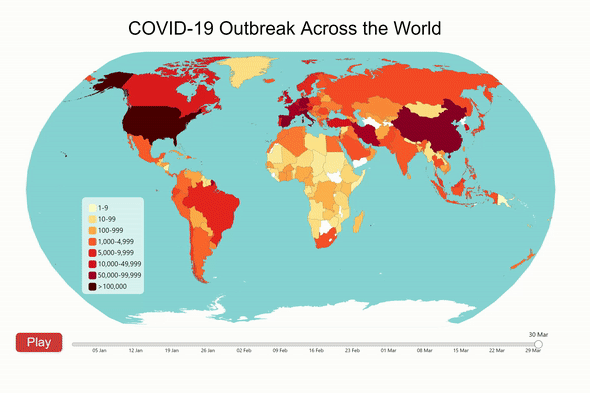 COVID-19 Outbreak Across the World
1-9
10-99
100-999
1,000-4,999
5,000-9,999
10,000-49,999
50,000-99,999
>100,000
30 Mar
Play
05 Jan 12 Jan 19 Jan 26 Jan 02 Feb 09 Feb 16 Feb 23 Feb 01 Mar 08 Mar 15 Mar 22 Mar 29 Mar